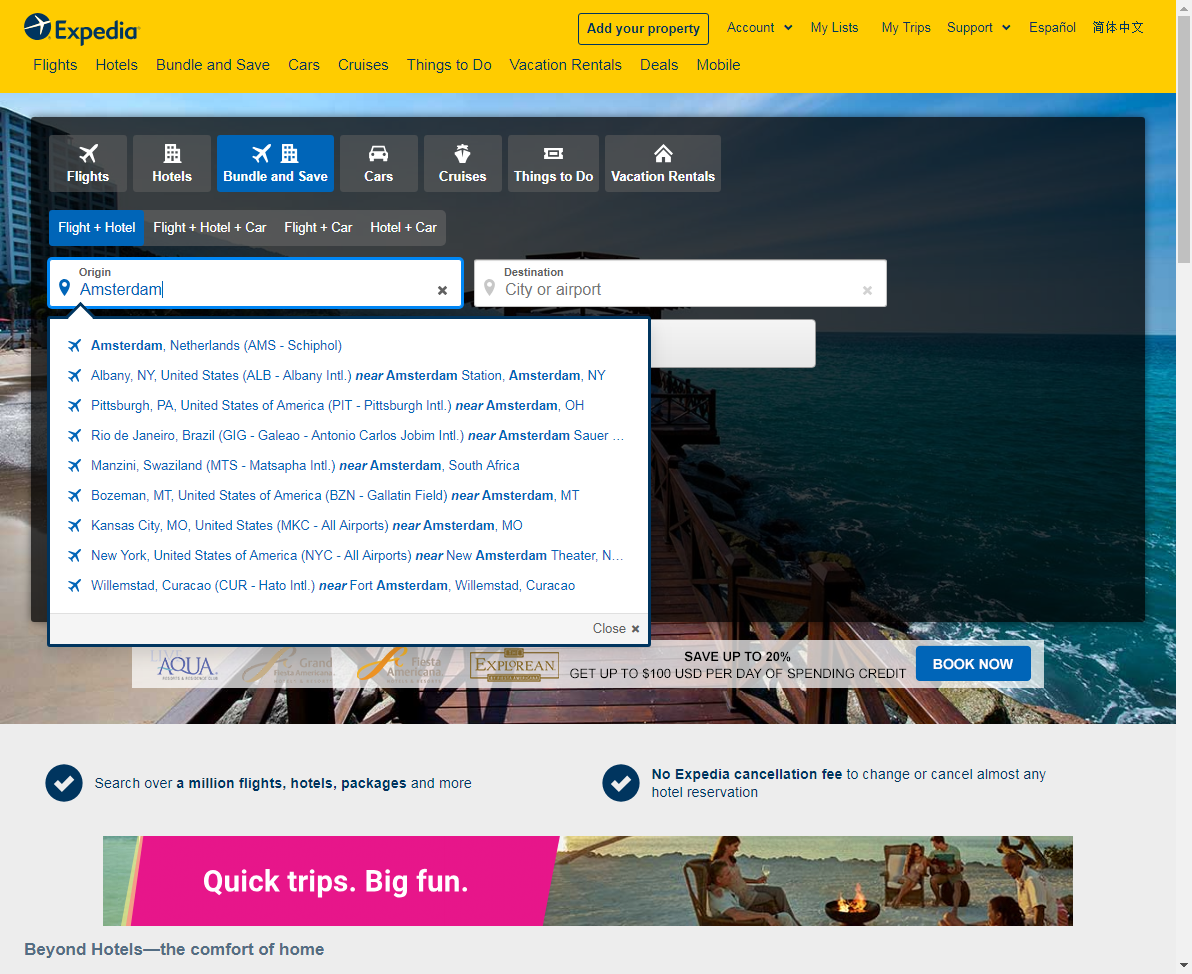 Expedia
Add your property
Account
My Lists
My Trips
Support
Español
简体中文
Flights
Hotels
Bundle and Save
Cars
Cruises
Things to Do
Vacation Rentals
Deals
Mobile
Flights
Hotels
Bundle and Save
Cars
Cruises
Things to Do
Vacation Rentals
Flight + Hotel
Flight + Hotel + Car
Flight + Car
Hotel + Car
Origin
Amsterdam
Destination
City or airport
Amsterdam, Netherlands (AMS - Schiphol)
Albany, NY, United States (ALB - Albany Intl.) near Amsterdam Station, Amsterdam, NY
Pittsburgh, PA, United States of America (PIT - Pittsburgh Intl.) near Amsterdam, OH
Rio de Janeiro, Brazil (GIG - Galeao - Antonio Carlos Jobim Intl.) near Amsterdam Sauer ...
Manzini, Swaziland (MTS - Matsapha Intl.) near Amsterdam, South Africa
Bozeman, MT, United States of America (BZN - Gallatin Field) near Amsterdam, MT
Kansas City, MO, United States (MKC - All Airports) near Amsterdam, MO
New York, United States of America (NYC - All Airports) near New Amsterdam Theater, N...
Willemstad, Curacao (CUR - Hato Intl.) near Fort Amsterdam, Willemstad, Curacao
Close
LIVE AQUA
Grand
Fiesta Americana
Fiesta
Americana
EXPLOREAN
SAVE UP TO 20%
GET UP TO $100 USD PER DAY OF SPENDING CREDIT
BOOK NOW
Search over a million flights, hotels, packages and more
No Expedia cancellation fee to change or cancel almost any
hotel reservation
Quick trips. Big fun.
Beyond Hotels—the comfort of home